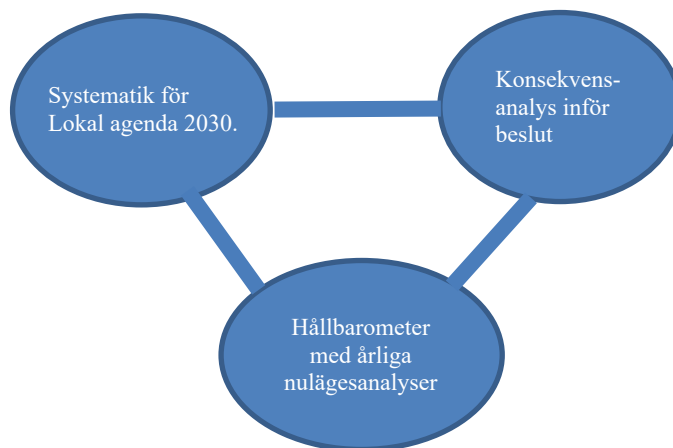 Systematik för
Lokal agenda 2030.
Konsekvens-
analys inför
beslut
Hållbarometer
med årliga
nulägesanalyser